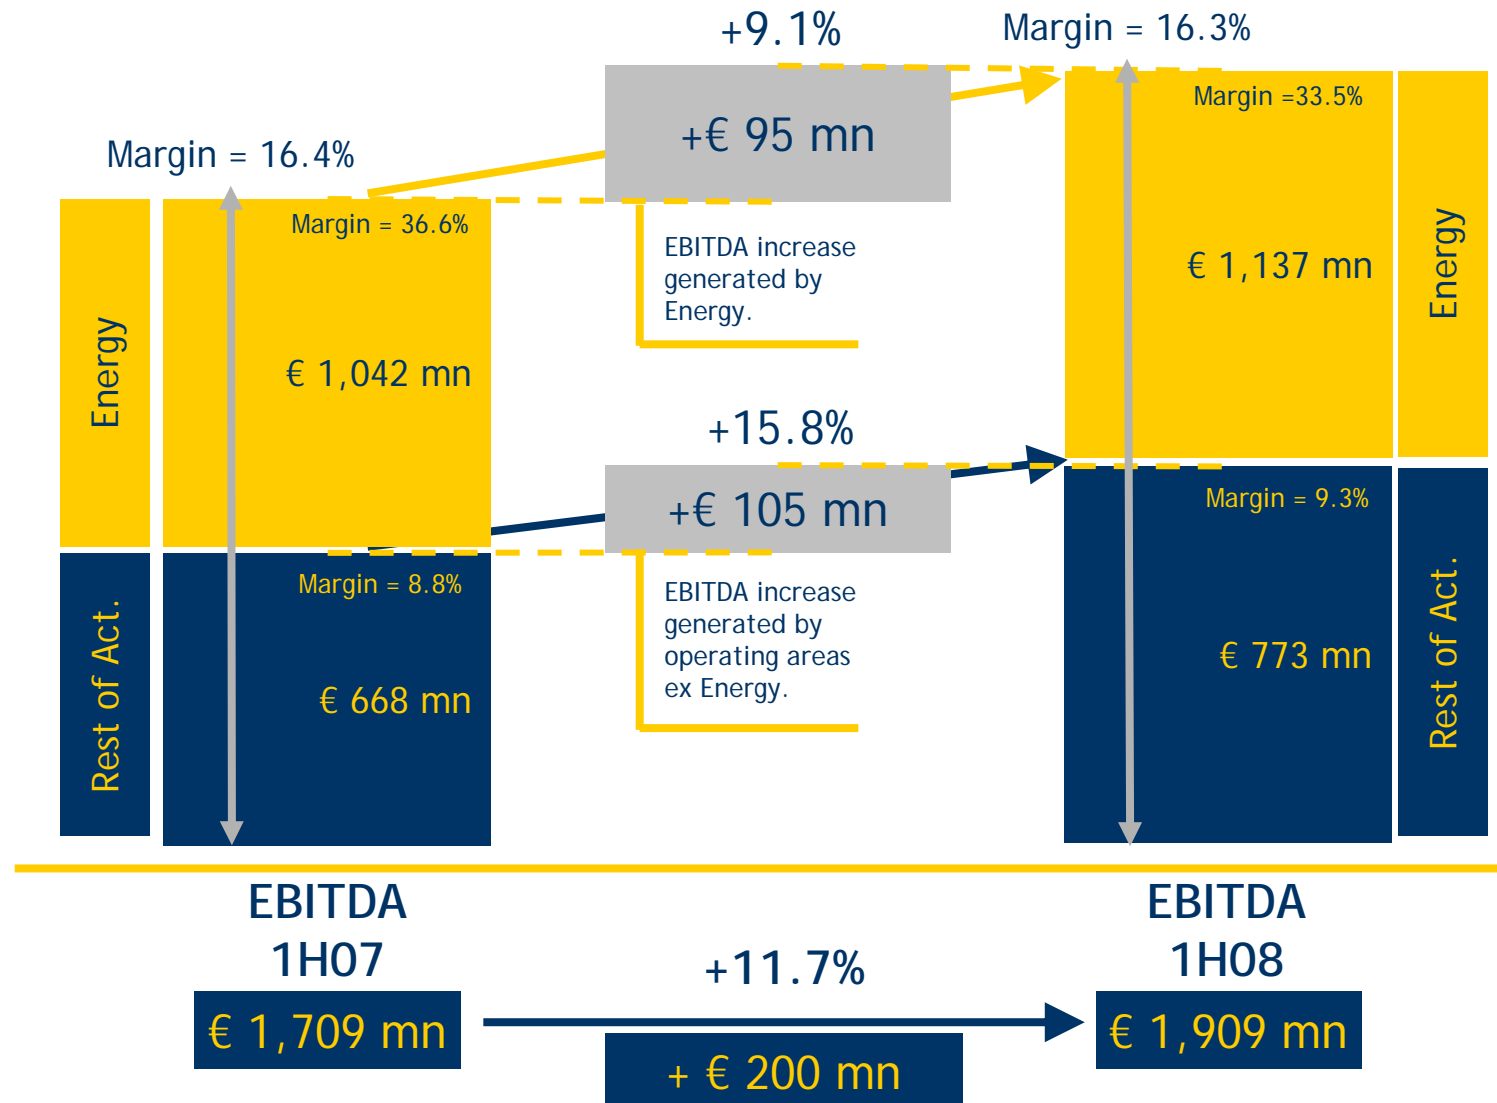 +9.1%
Margin = 16.3%
Margin =33.5%
+€ 95 mn
Margin = 16.4%
Margin = 36.6%
Energy
€ 1,042 mn
EBITDA increase
generated by
Energy.
€ 1,137 mn
Energy
+15.8%
+€ 105 mn
Margin = 9.3%
Margin = 8.8%
Rest of Act.
€ 668 mn
EBITDA increase
generated by
operating areas
ex Energy.
€ 773 mn
Rest of Act.
EBITDA
1H07
€ 1,709 mn
+11.7%
+ € 200 mn
EBITDA
1H08
€ 1,909 mn